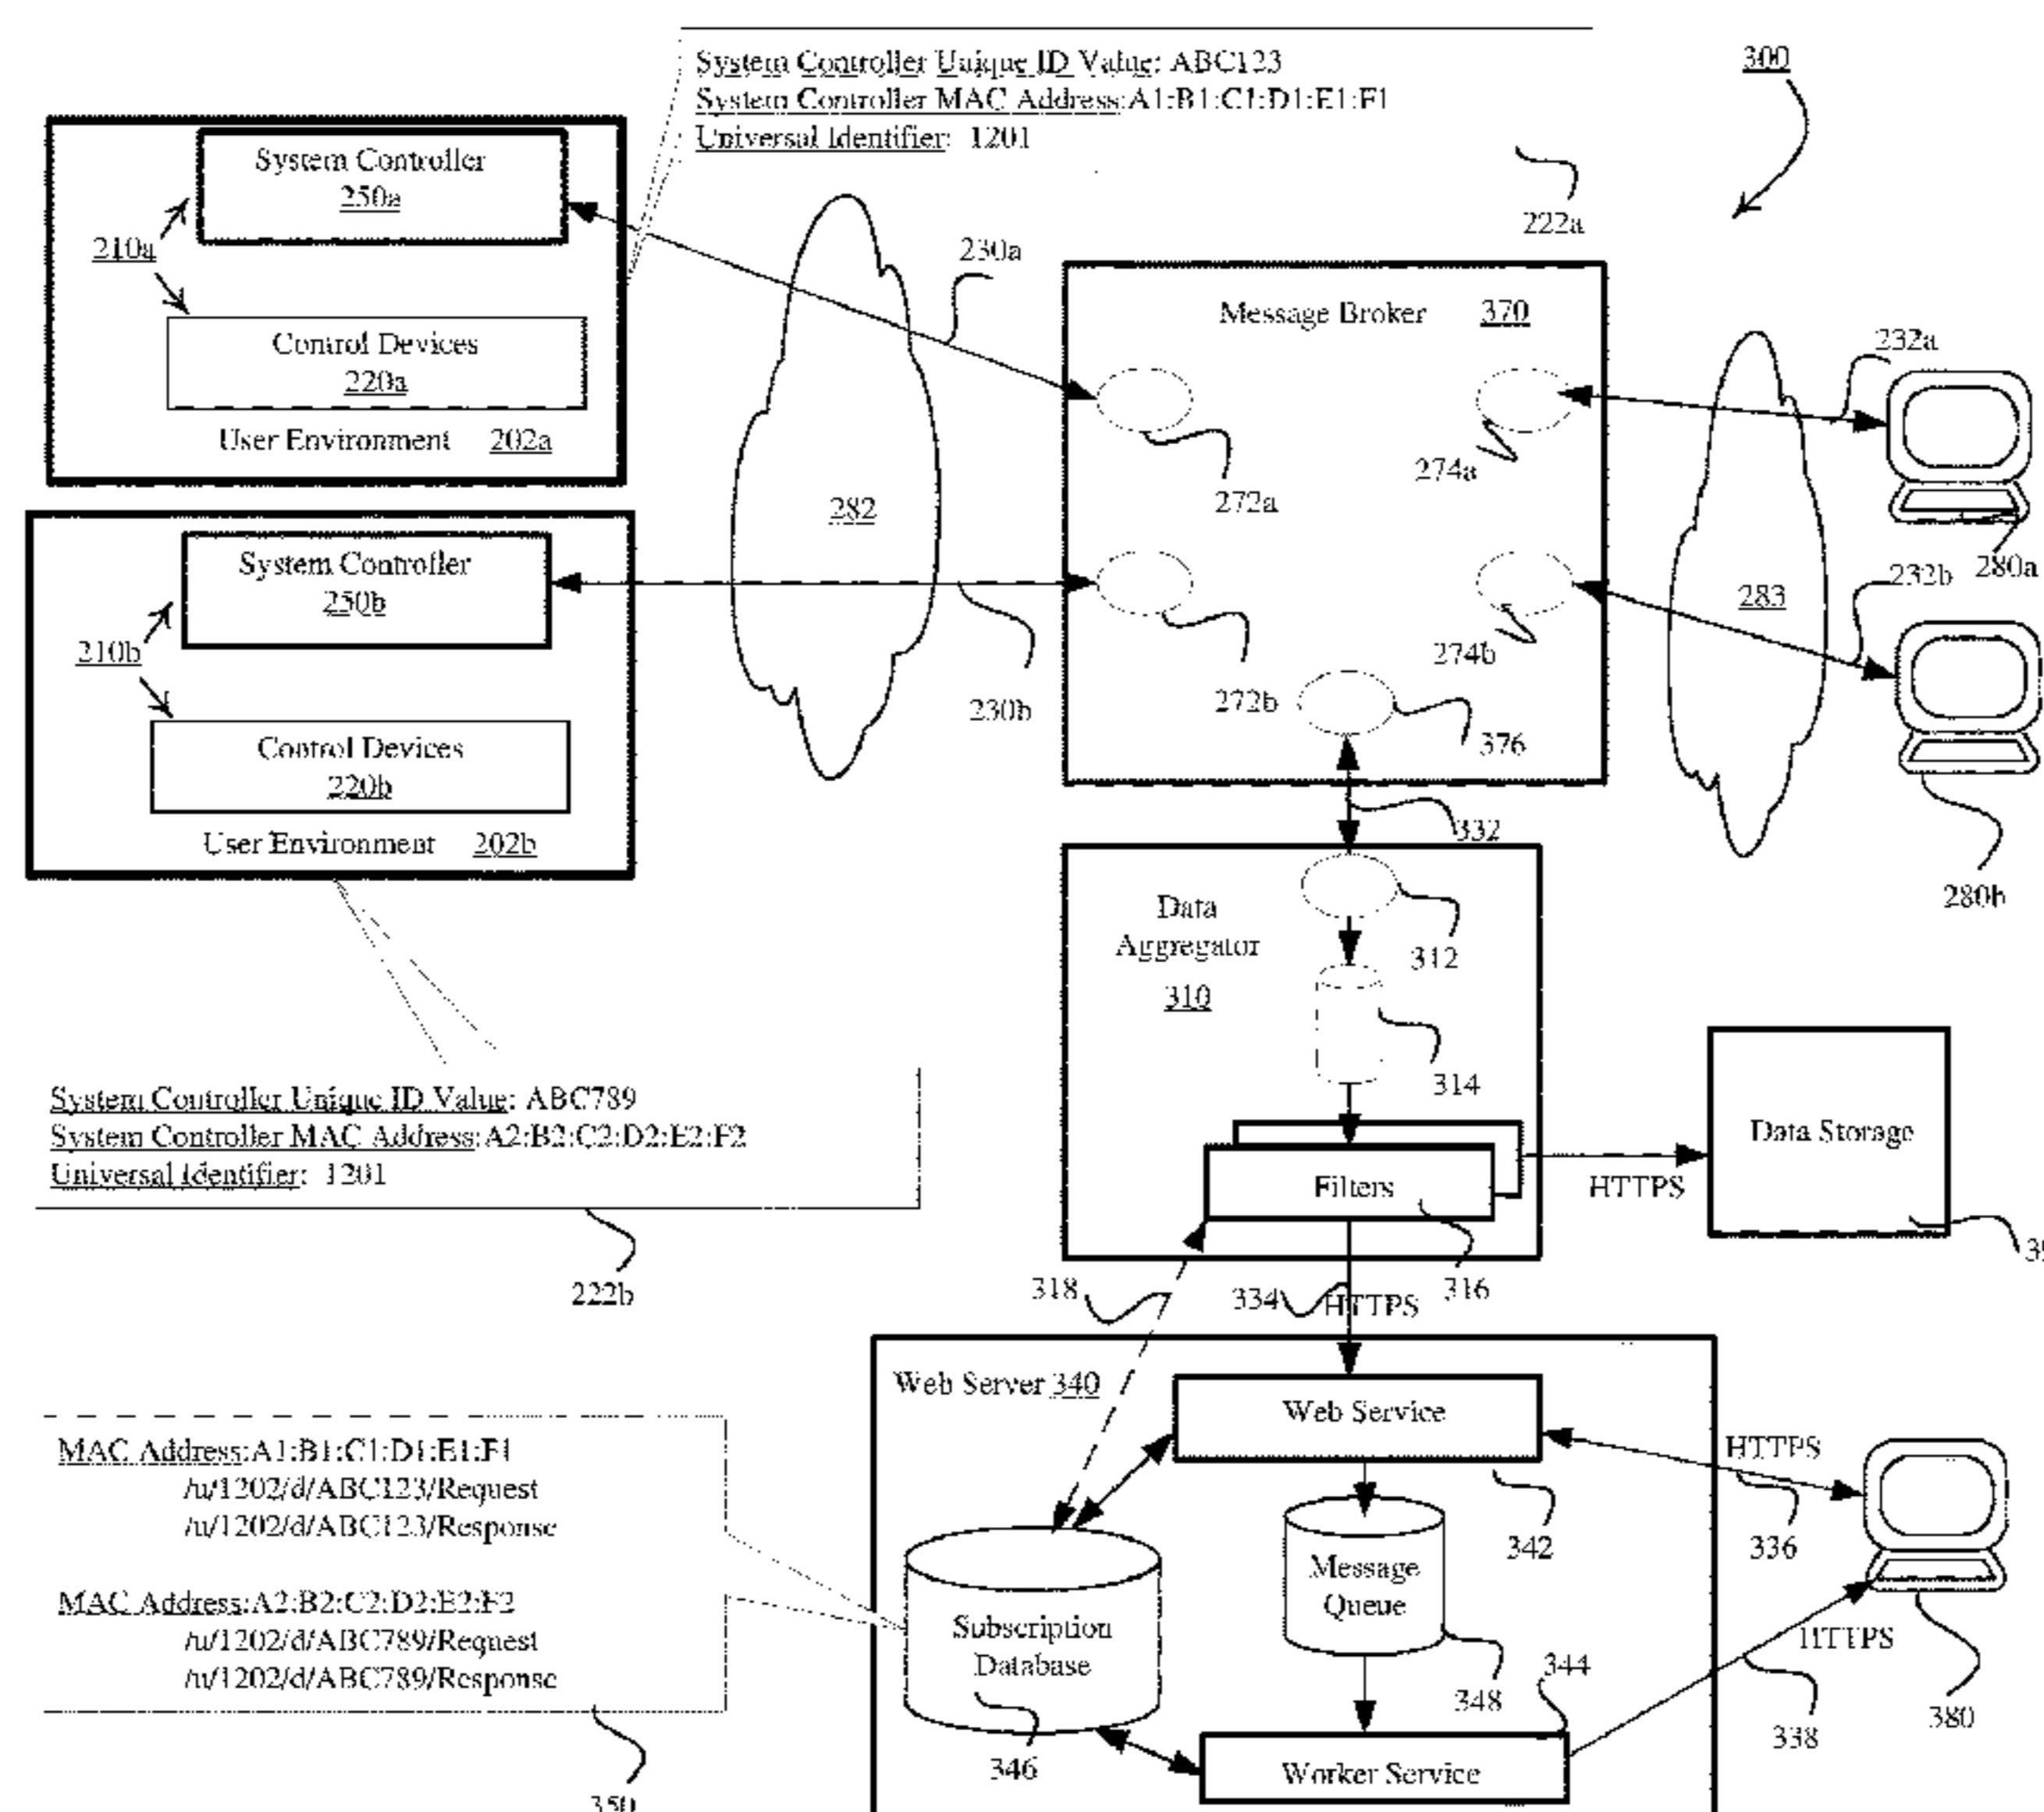 System Controller Unique ID Value: ABC123
System Controller MAC Address:A1:B1:C1:D1:E1:F1
Universal Identifier: 1201
300
222a
System Controller
250a
210a
Control Devices
220a
User Environment 202a
230a
282
Message Broker 370
272a
274a
232a
280a
283
System Controller
250b
210b
Control Devices
220b
User Environment 202b
230b
272b
274b
376
232b
280b
332
Data
Aggregator
310
312
314
Filters
316
HTTPS
Data Storage
System Controller Unique ID Value: ABC789
System Controller MAC Address:A2:B2:C2:D2:E2:F2
Universal Identifier: 1201
222b
318
334
HTTPS
Web Server 340
Web Service
342
HTTPS
336
MAC Address:A1:B1:C1:D1:E1:F1
/u/1202/d/ABC123/Request
/u/1202/d/ABC123/Response
MAC Address:A2:B2:C2:D2:E2:F2
/u/1202/d/ABC789/Request
/u/1202/d/ABC789/Response
350
Subscription
Database
346
Message
Queue
348
344
Worker Service
HTTPS
338
380